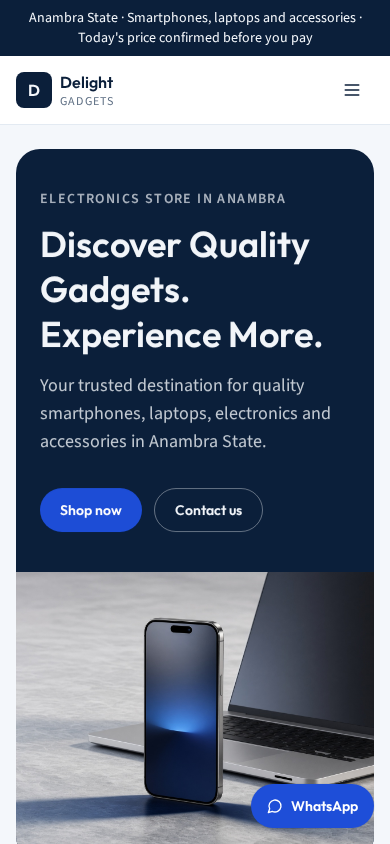 Anambra State · Smartphones, laptops and accessories ·
Today's price confirmed before you pay
D
Delight
GADGETS
ELECTRONICS STORE IN ANAMBRA
Discover Quality
Gadgets.
Experience More.
Your trusted destination for quality
smartphones, laptops, electronics and
accessories in Anambra State.
Shop now
Contact us
WhatsApp